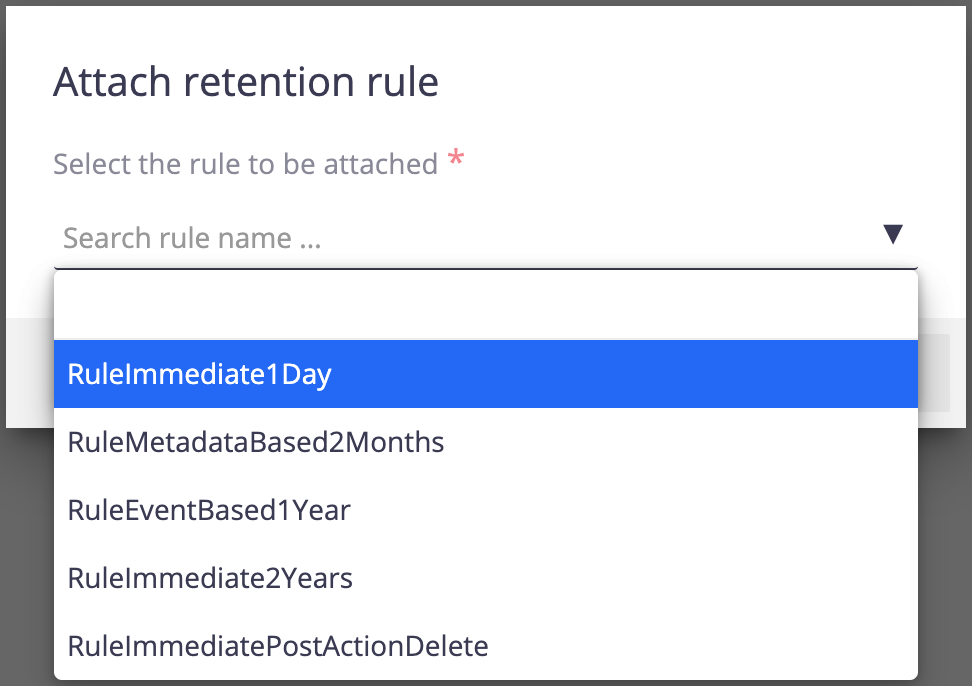 Attach retention rule
Select the rule to be attached *
Search rule name ...
RuleImmediate1Day
RuleMetadataBased2Months
RuleEventBased1Year
RuleImmediate2Years
RuleImmediatePostActionDelete